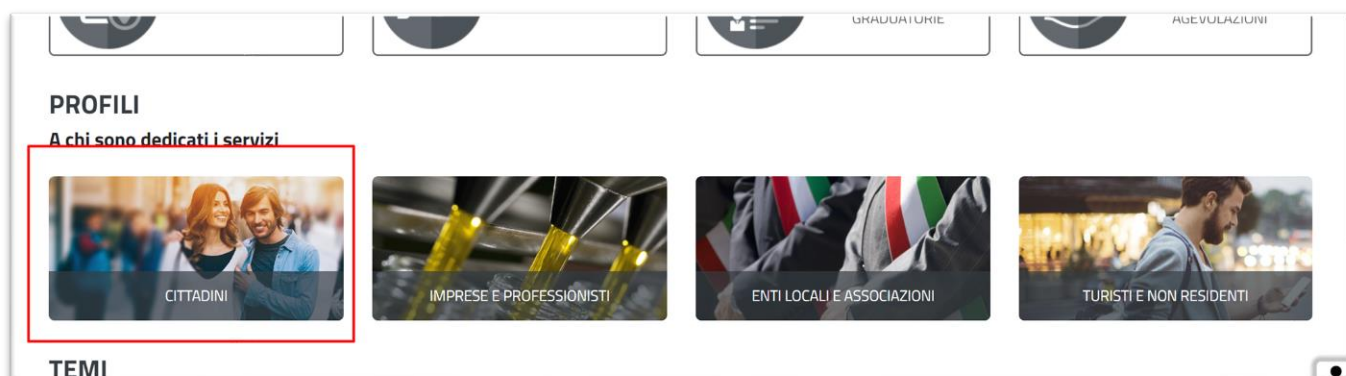 GRADUATORIE
AGEVOLAZIONI
PROFILI
A chi sono dedicati i servizi
CITTADINI
IMPRESE E PROFESSIONISTI
ENTI LOCALI E ASSOCIAZIONI
TURISTI E NON RESIDENTI
TEMI